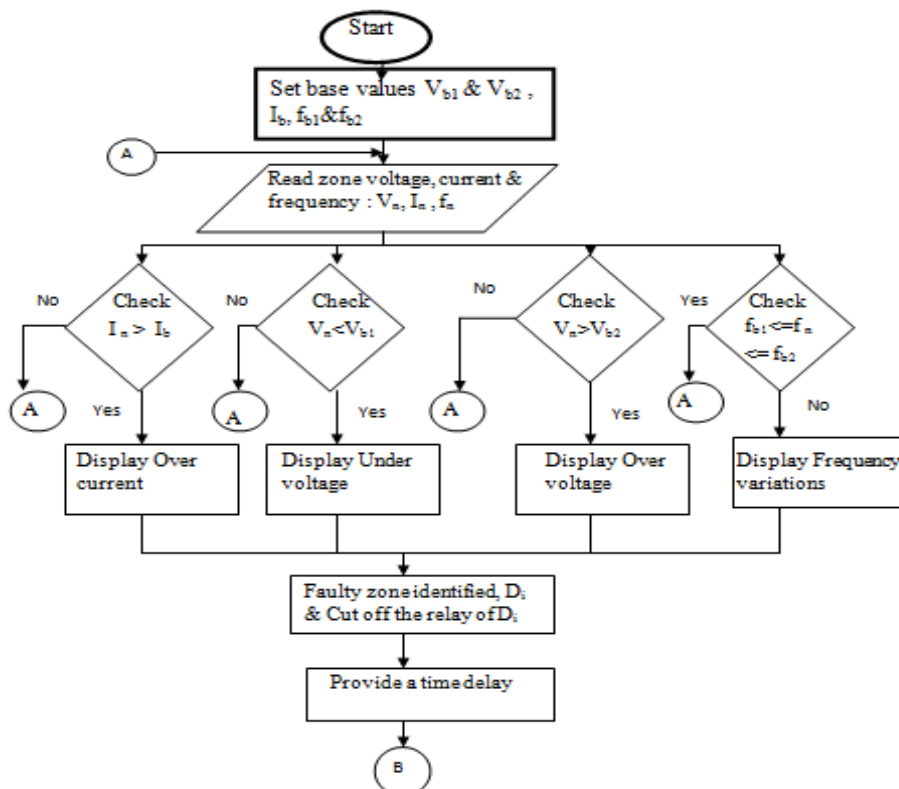 Start
Set base values V_b1 & V_b2 ,
I_b, f_b1&f_b2
A
Read zone voltage, current &
frequency : V_n, I_n , f_n
No
Check
I_n > I_b
No
Check
V_n<V_b1
No
Check
V_n>V_b2
Yes
Check
f_b1<=f_n
<= f_b2
A
Yes
A
Yes
A
Yes
A
No
Display Over
current
Display Under
voltage
Display Over
voltage
Display Frequency
variations
Faulty zone identified, D_i
& Cut off the relay of D_i
Provide a time delay
B